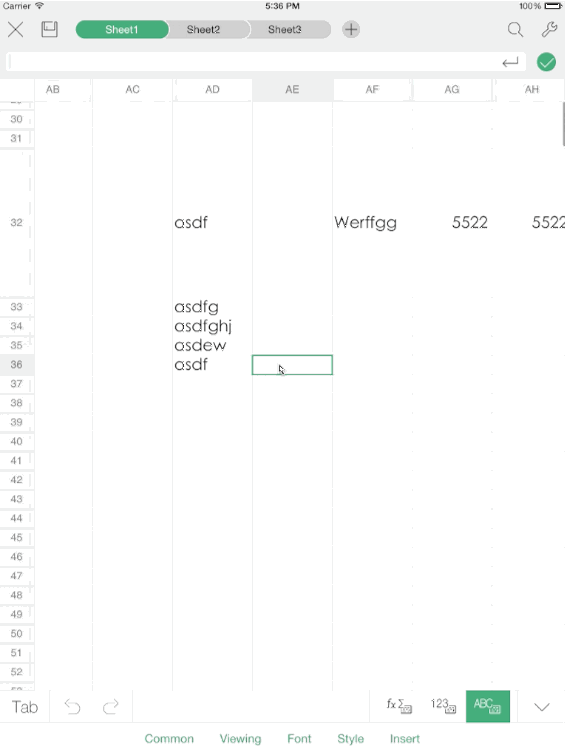 Carrier 5:36 PM 100%
Sheet1 Sheet2 Sheet3
AB AC AD AE AF AG AH
30
31
32 asdf Werffgg 5522 5522
33 asdfg
34 asdfghj
35 asdew
36 asdf
37
38
39
40
41
42
43
44
45
46
47
48
49
50
51
52
Tab fx Σ 123 ABC
Common Viewing Font Style Insert